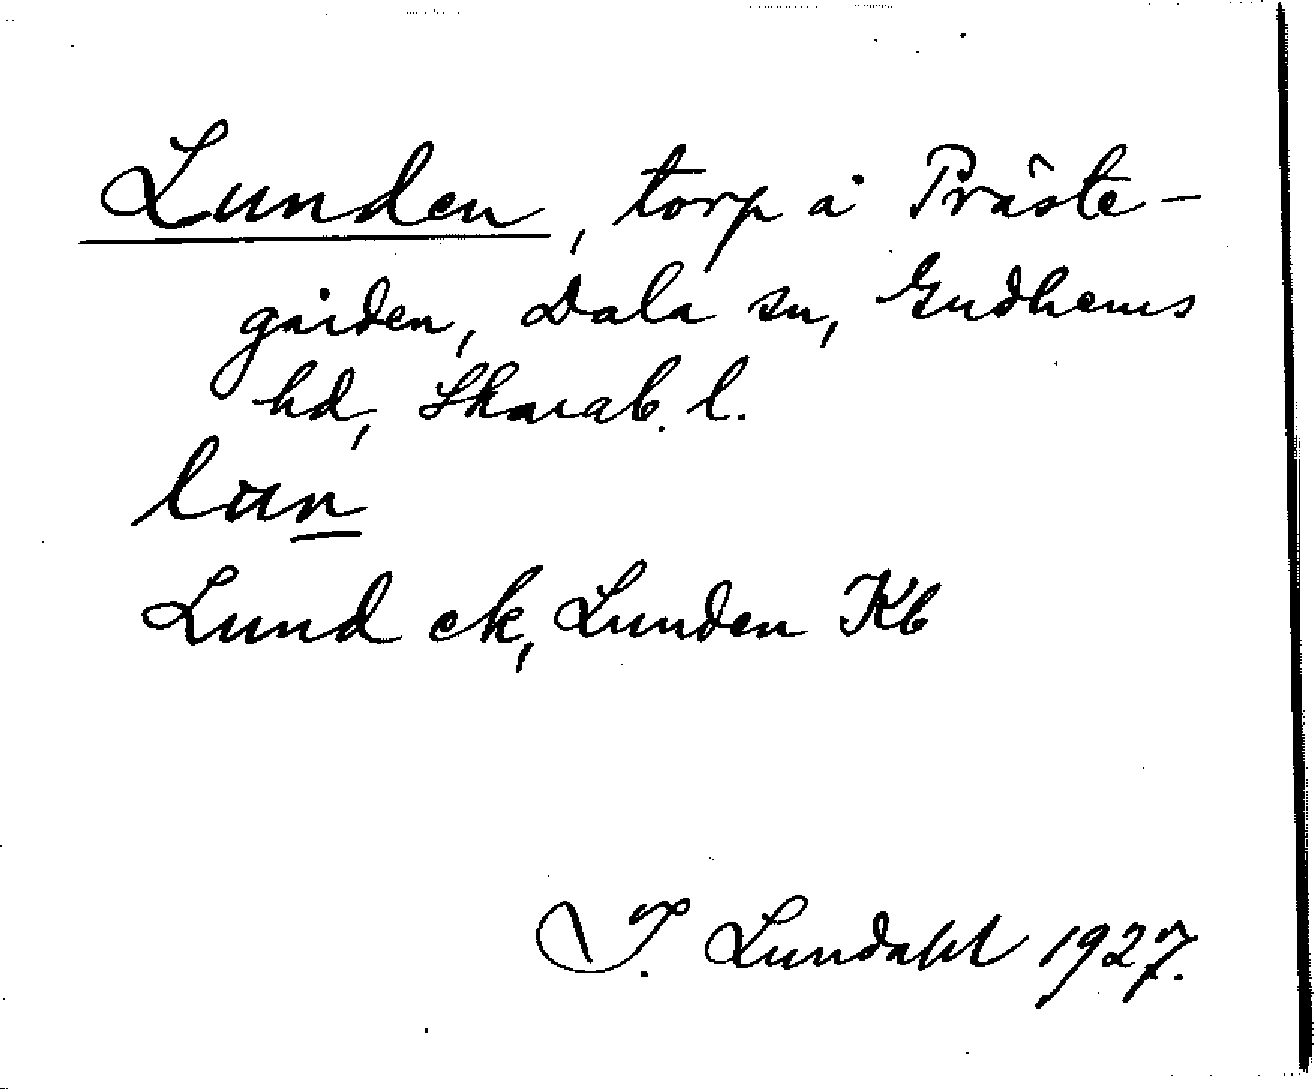 Lunden, torp å Präste-
gården, Dala sn, Gudhems
hd, Skarab. l.
lun
Lund ek, Lunden Kb
I. Lundahl 1927.